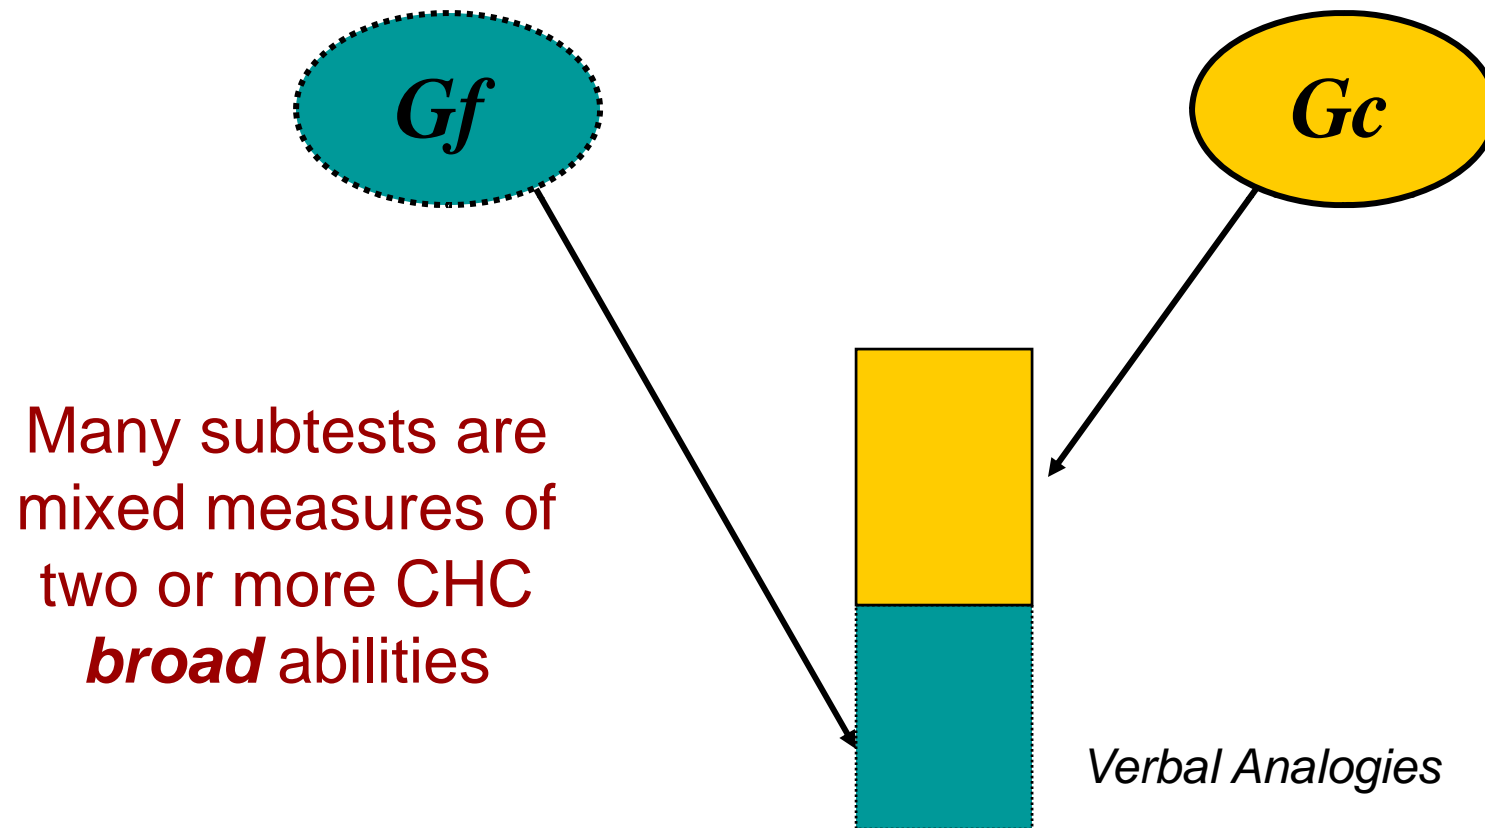 Gf
Gc
Many subtests are
mixed measures of
two or more CHC
broad abilities
Verbal Analogies